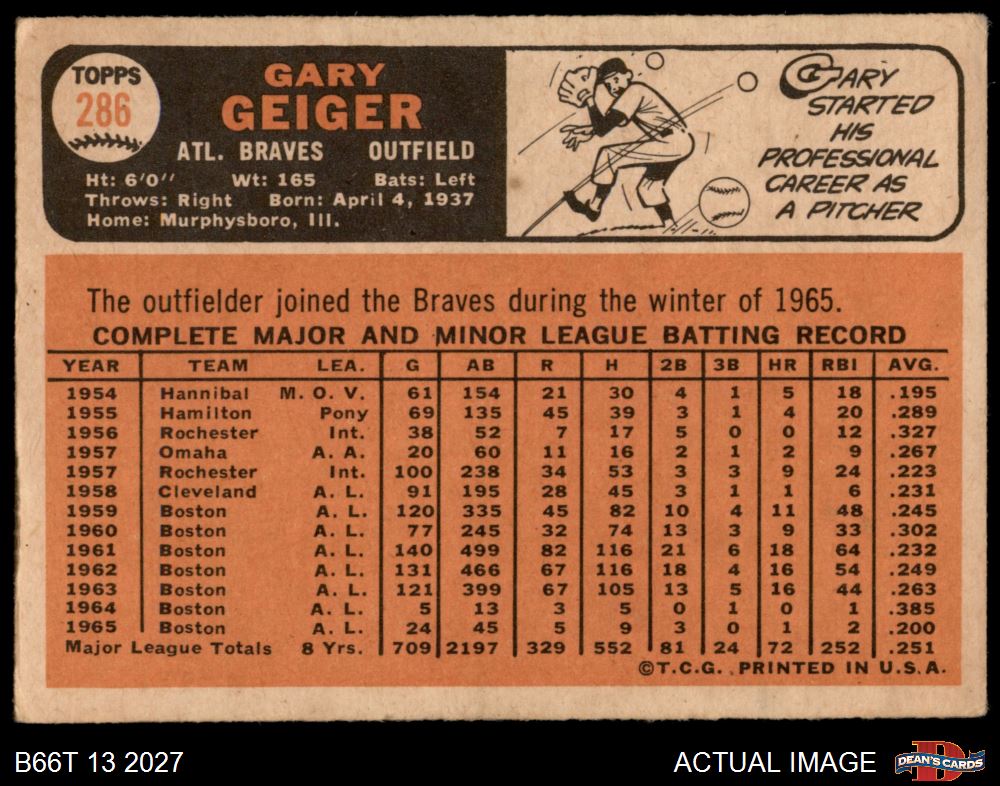 TOPPS
286
GARY
GEIGER
ATL. BRAVES OUTFIELD
Ht: 6'0" Wt: 165 Bats: Left
Throws: Right Born: April 4, 1937
Home: Murphysboro, Ill.
GARY
STARTED
HIS
PROFESSIONAL
CAREER AS
A PITCHER
The outfielder joined the Braves during the winter of 1965.
COMPLETE MAJOR AND MINOR LEAGUE BATTING RECORD
YEAR TEAM LEA. G AB R H 2B 3B HR RBI AVG.
1954 Hannibal M. O. V. 61 154 21 30 4 1 5 18 .195
1955 Hamilton Pony 69 135 45 39 3 1 4 20 .289
1956 Rochester Int. 38 52 7 17 5 0 0 12 .327
1957 Omaha A. A. 20 60 11 16 2 1 2 9 .267
1957 Rochester Int. 100 238 34 53 3 3 9 24 .223
1958 Cleveland A. L. 91 195 28 45 3 1 1 6 .231
1959 Boston A. L. 120 335 45 82 10 4 11 48 .245
1960 Boston A. L. 77 245 32 74 13 3 9 33 .302
1961 Boston A. L. 140 499 82 116 21 6 18 64 .232
1962 Boston A. L. 131 466 67 116 18 4 16 54 .249
1963 Boston A. L. 121 399 67 105 13 5 16 44 .263
1964 Boston A. L. 5 13 3 5 0 1 0 1 .385
1965 Boston A. L. 24 45 5 9 3 0 1 2 .200
Major League Totals 8 Yrs. 709 2197 329 552 81 24 72 252 .251
©T.C.G. PRINTED IN U.S.A.
B66T 13 2027 ACTUAL IMAGE DEAN'S CARDS